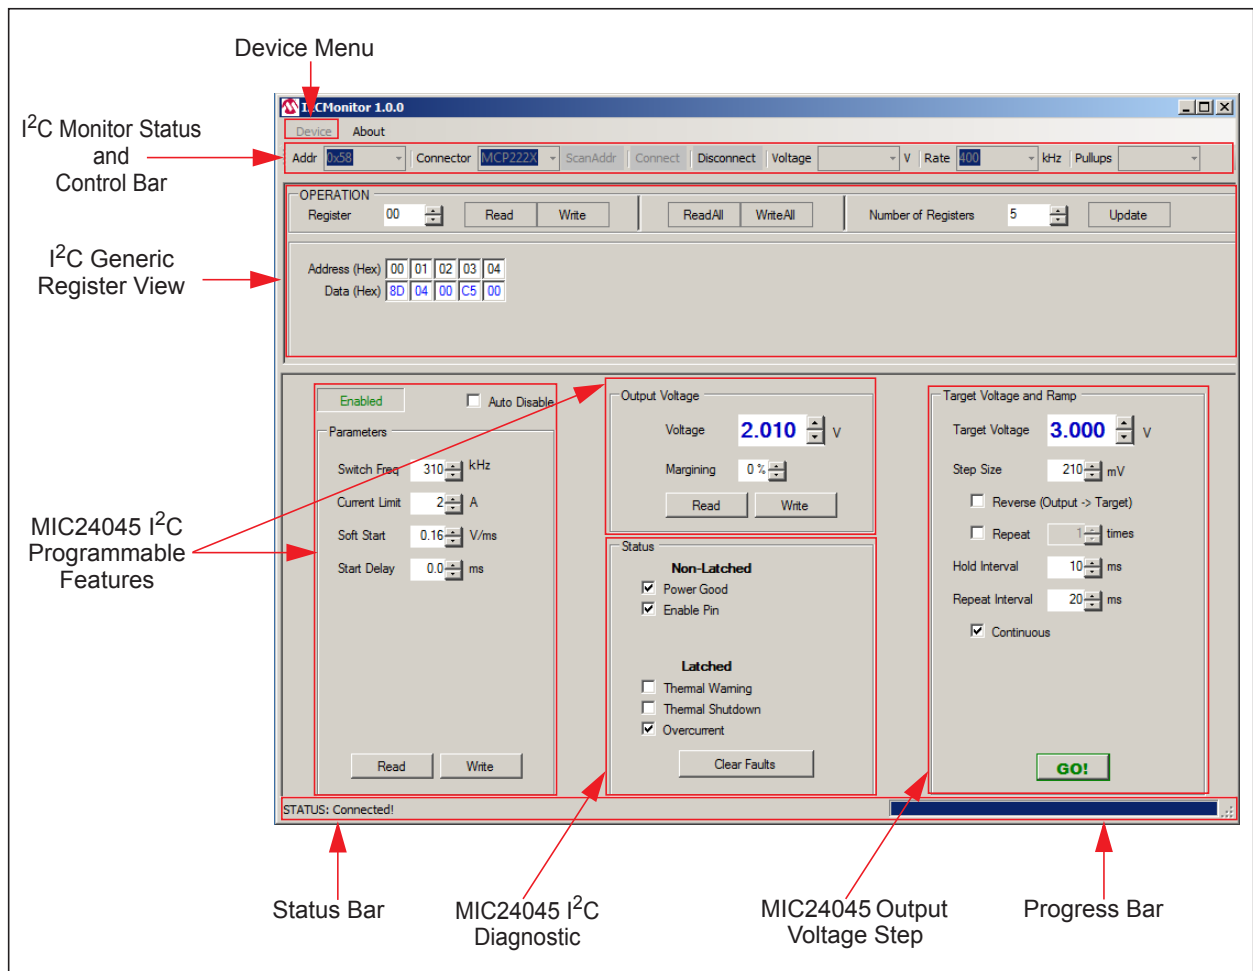 Device Menu
I²C Monitor Status
and
Control Bar
I²C Generic
Register View
MIC24045 I²C
Programmable
Features
I2CMonitor 1.0.0
Device About
Addr 0x58 Connector MCP222X ScanAddr Connect Disconnect Voltage V Rate 400 kHz Pullups
OPERATION
Register 00 Read Write ReadAll WriteAll Number of Registers 5 Update
Address (Hex) 00 01 02 03 04
Data (Hex) 8D 04 00 C5 00
Enabled Auto Disable
Parameters
Switch Freq 310 kHz
Current Limit 2 A
Soft Start 0.16 V/ms
Start Delay 0.0 ms
Read Write
Output Voltage
Voltage 2.010 V
Margining 0 %
Read Write
Status
Non-Latched
Power Good
Enable Pin
Latched
Thermal Warning
Thermal Shutdown
Overcurrent
Clear Faults
Target Voltage and Ramp
Target Voltage 3.000 V
Step Size 210 mV
Reverse (Output -> Target)
Repeat 1 times
Hold Interval 10 ms
Repeat Interval 20 ms
Continuous
GO!
STATUS: Connected!
Status Bar
MIC24045 I²C
Diagnostic
MIC24045 Output
Voltage Step
Progress Bar